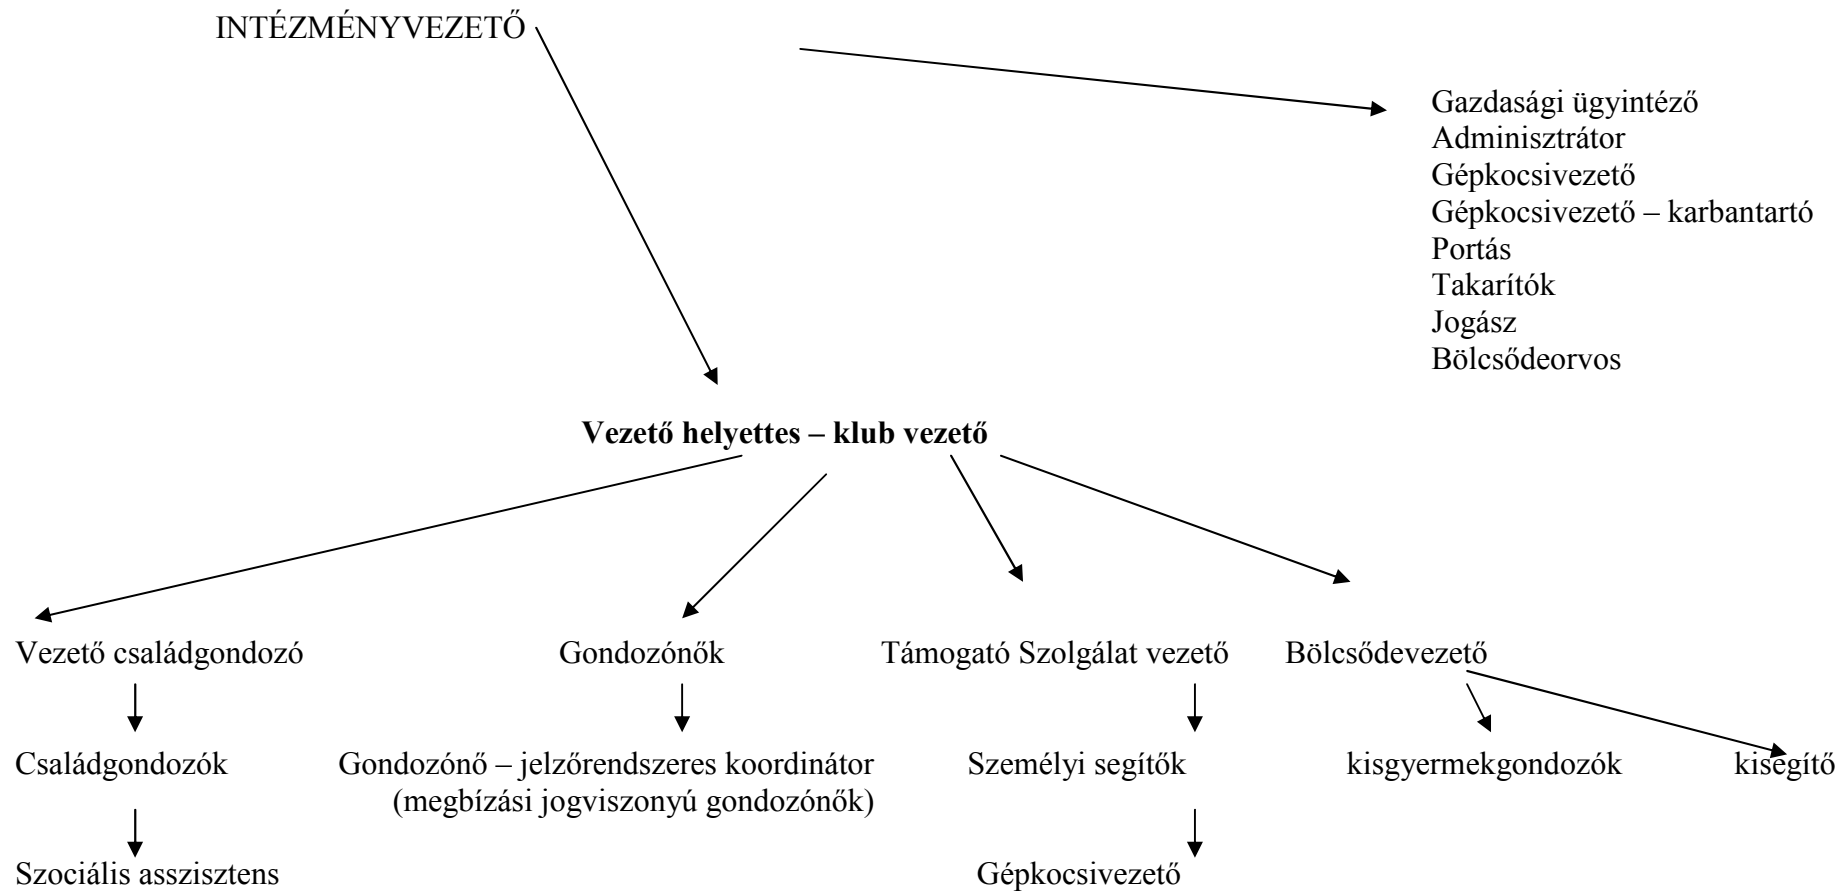 INTÉZMÉNYVEZETŐ
Gazdasági ügyintéző
Adminisztrátor
Gépkocsivezető
Gépkocsivezető – karbantartó
Portás
Takarítók
Jogász
Bölcsődeorvos
Vezető helyettes – klub vezető
Vezető családgondozó
Gondozónők
Támogató Szolgálat vezető
Bölcsődevezető
Családgondozók
Gondozónő – jelzőrendszeres koordinátor
(megbízási jogviszonyú gondozónők)
Személyi segítők
kisgyermekgondozók
kisegítő
Szociális asszisztens
Gépkocsivezető